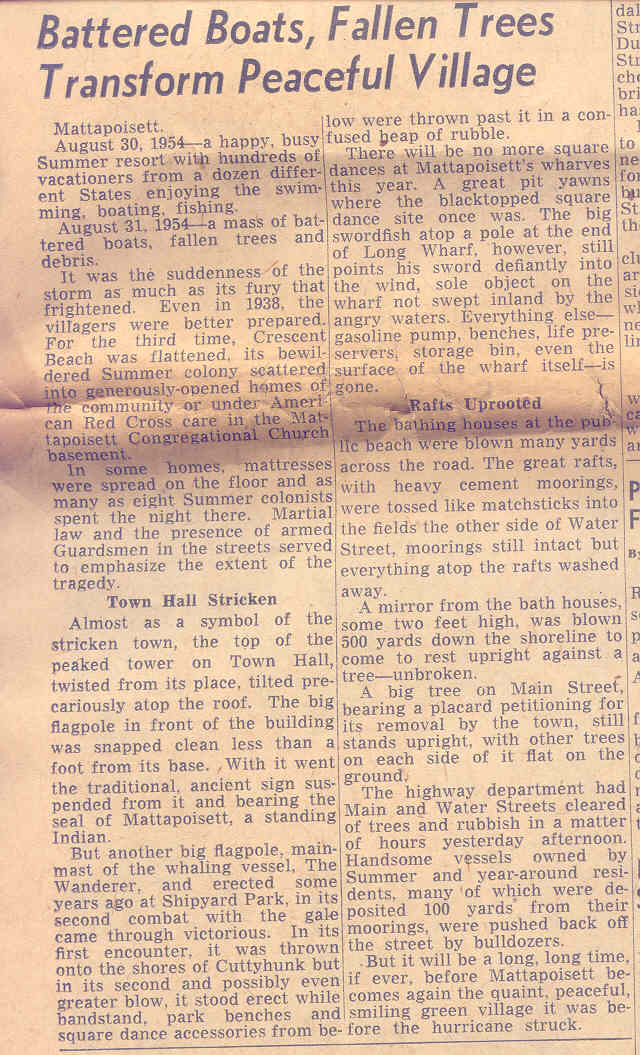 Battered Boats, Fallen Trees
Transform Peaceful Village
Mattapoisett.
August 30, 1954—a happy, busy
Summer resort with hundreds of
vacationers from a dozen differ-
ent States enjoying the swim-
ming, boating, fishing.
August 31, 1954—a mass of bat-
tered boats, fallen trees and
debris.
It was the suddenness of the
storm as much as its fury that
frightened. Even in 1938, the
villagers were better prepared.
For the third time, Crescent
Beach was flattened, its bewil-
dered Summer colony scattered
into generously-opened homes of
the community or under Ameri-
can Red Cross care in the Mat-
tapoisett Congregational Church
basement.
In some homes, mattresses
were spread on the floor and as
many as eight Summer colonists
spent the night there. Martial
law and the presence of armed
Guardsmen in the streets served
to emphasize the extent of the
tragedy.
Town Hall Stricken
Almost as a symbol of the
stricken town, the top of the
peaked tower on Town Hall,
twisted from its place, tilted pre-
cariously atop the roof. The big
flagpole in front of the building
was snapped clean less than a
foot from its base. With it went
the traditional, ancient sign sus-
pended from it and bearing the
seal of Mattapoisett, a standing
Indian.
But another big flagpole, main-
mast of the whaling vessel, The
Wanderer, and erected some
years ago at Shipyard Park, in its
second combat with the gale
came through victorious. In its
first encounter, it was thrown
onto the shores of Cuttyhunk but
in its second and possibly even
greater blow, it stood erect while
bandstand, park benches and
square dance accessories from be-
low were thrown past it in a con-
fused heap of rubble.
There will be no more square
dances at Mattapoisett's wharves
this year. A great pit yawns
where the blacktopped square
dance site once was. The big
swordfish atop a pole at the end
of Long Wharf, however, still
points his sword defiantly into
the wind, sole object on the
wharf not swept inland by the
angry waters. Everything else—
gasoline pump, benches, life pre-
servers, storage bin, even the
surface of the wharf itself—is
gone.
Rafts Uprooted
The bathing houses at the pub-
lic beach were blown many yards
across the road. The great rafts,
with heavy cement moorings,
were tossed like matchsticks into
the fields the other side of Water
Street, moorings still intact but
everything atop the rafts washed
away.
A mirror from the bath houses,
some two feet high, was blown
500 yards down the shoreline to
come to rest upright against a
tree—unbroken.
A big tree on Main Street,
bearing a placard petitioning for
its removal by the town, still
stands upright, with other trees
on each side of it flat on the
ground.
The highway department had
Main and Water Streets cleared
of trees and rubbish in a matter
of hours yesterday afternoon.
Handsome vessels owned by
Summer and year-around resi-
dents, many of which were de-
posited 100 yards from their
moorings, were pushed back off
the street by bulldozers.
But it will be a long, long time,
if ever, before Mattapoisett be-
comes again the quaint, peaceful,
smiling green village it was be-
fore the hurricane struck.